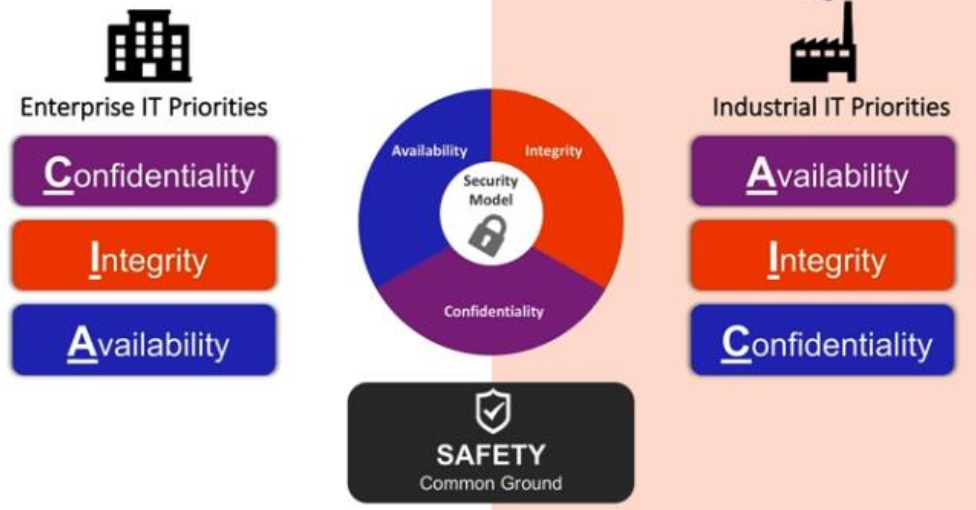 Enterprise IT Priorities
Confidentiality
Integrity
Availability
Availability
Integrity
Security
Model
Confidentiality
SAFETY
Common Ground
Industrial IT Priorities
Availability
Integrity
Confidentiality